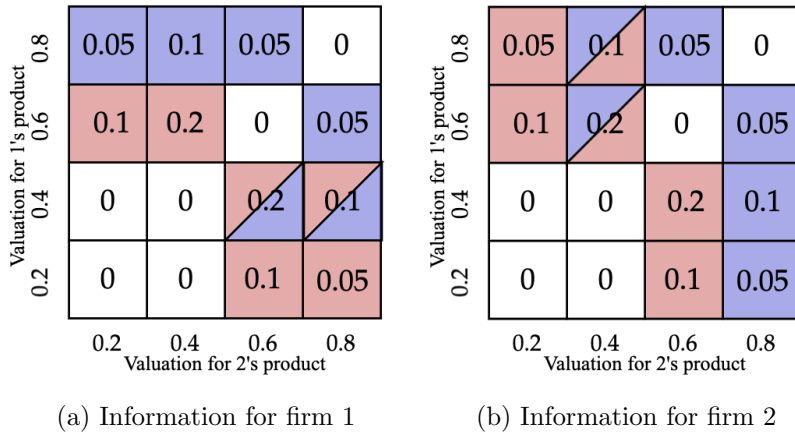 Valuation for 1's product
0.8 0.05 0.1 0.05 0
0.6 0.1 0.2 0 0.05
0.4 0 0 0.2 0.1
0.2 0 0 0.1 0.05
0.2 0.4 0.6 0.8
Valuation for 2's product
(a) Information for firm 1
Valuation for 1's product
0.8 0.05 0.1 0.05 0
0.6 0.1 0.2 0 0.05
0.4 0 0 0.2 0.1
0.2 0 0 0.1 0.05
0.2 0.4 0.6 0.8
Valuation for 2's product
(b) Information for firm 2